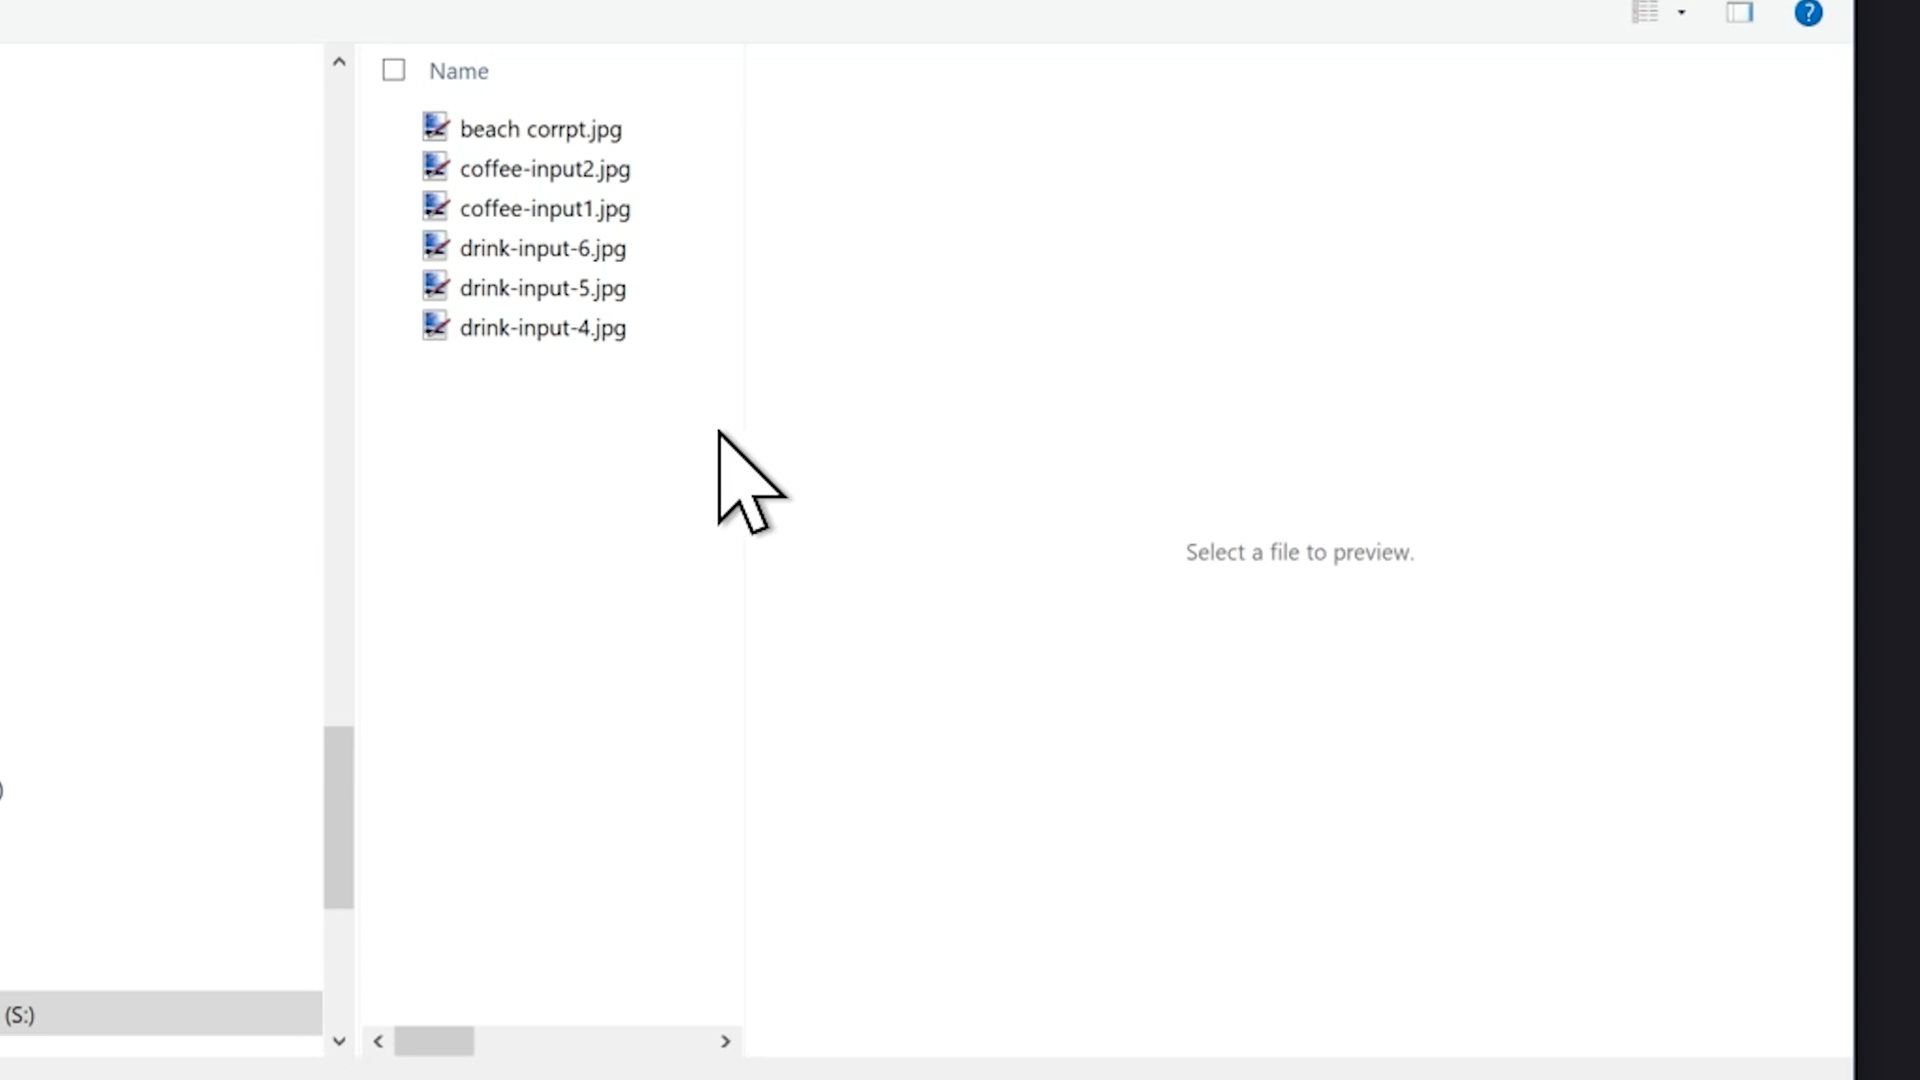 ?
Name
beach corrpt.jpg
coffee-input2.jpg
coffee-input1.jpg
drink-input-6.jpg
drink-input-5.jpg
drink-input-4.jpg
Select a file to preview.
)
(S:)